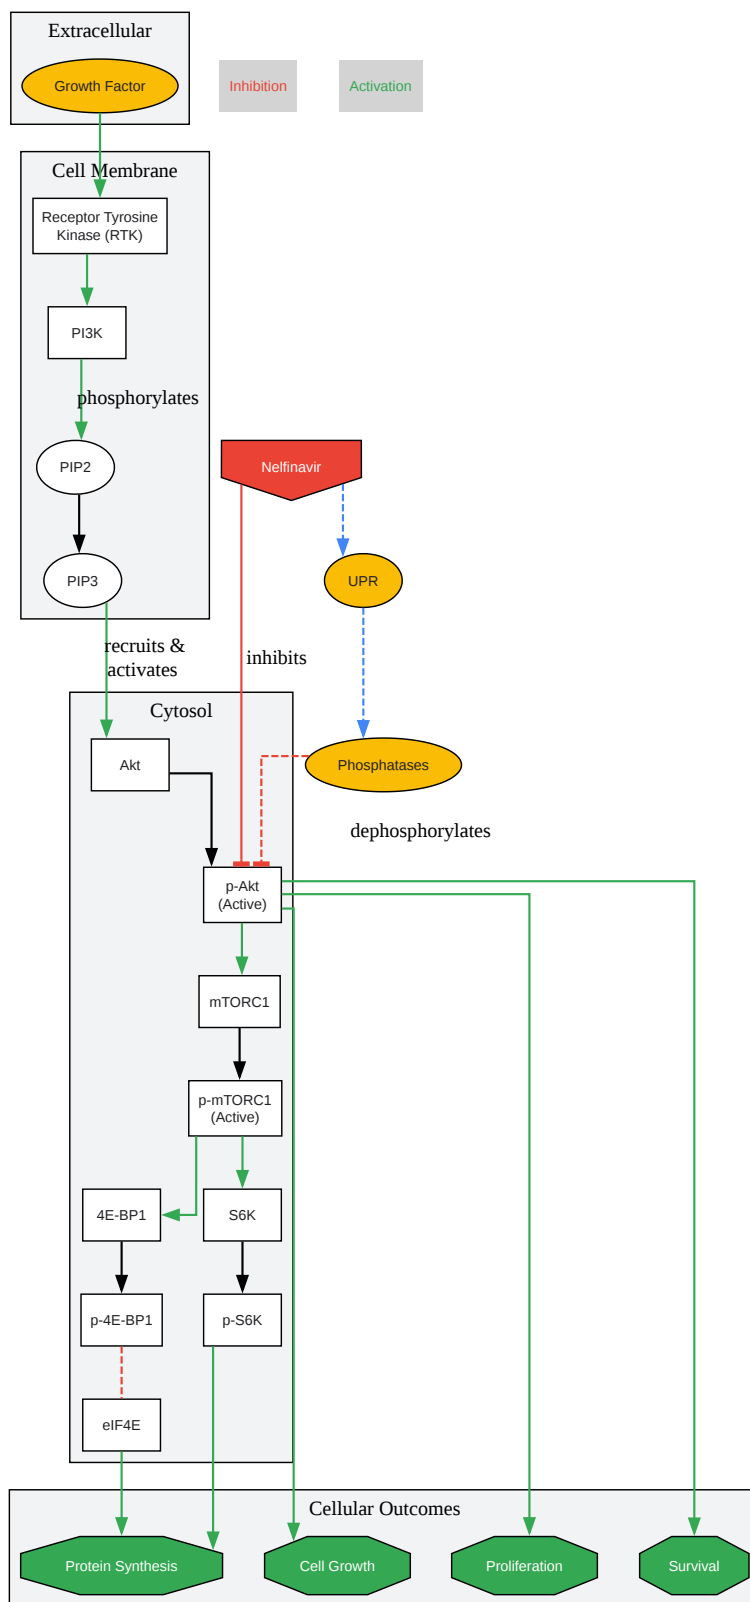 Extracellular
Growth Factor
Inhibition
Activation
Cell Membrane
Receptor Tyrosine
Kinase (RTK)
PI3K
phosphorylates
PIP2
Nelfinavir
PIP3
UPR
recruits &
activates
inhibits
Cytosol
Akt
Phosphatases
dephosphorylates
p-Akt
(Active)
mTORC1
p-mTORC1
(Active)
4E-BP1
S6K
p-4E-BP1
p-S6K
eIF4E
Cellular Outcomes
Protein Synthesis
Cell Growth
Proliferation
Survival